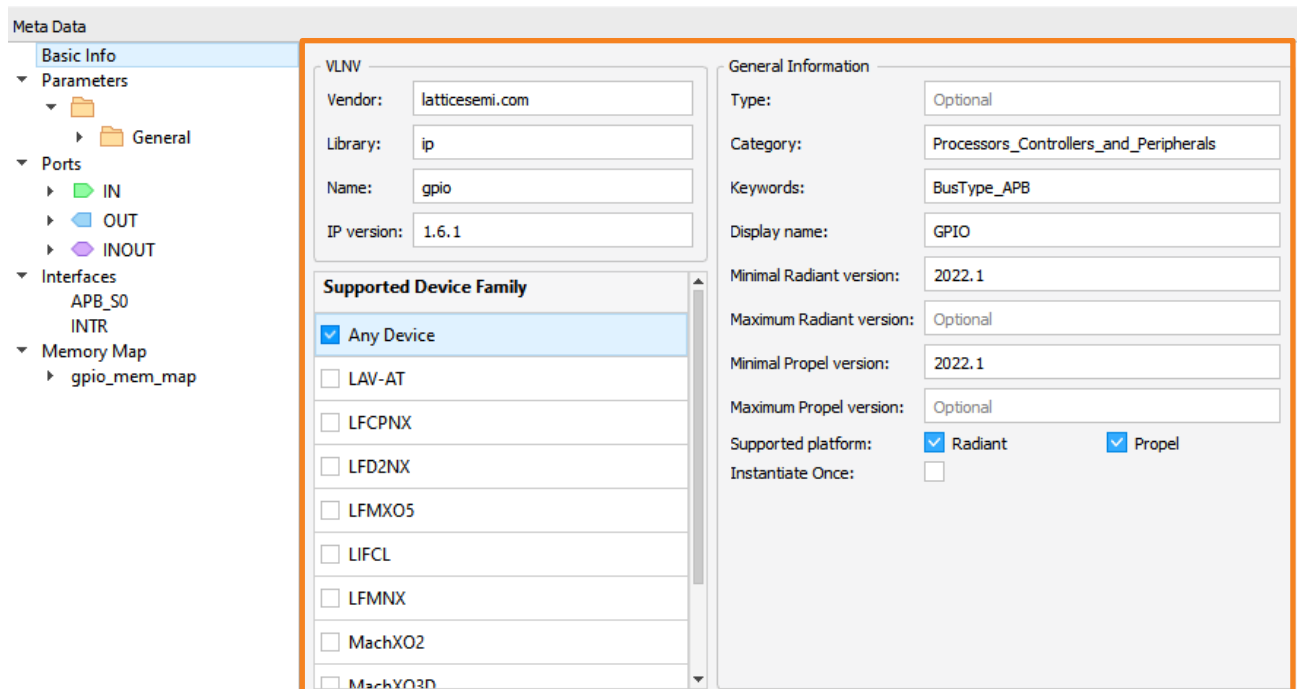 Meta Data
Basic Info
Parameters
General
Ports
IN
OUT
INOUT
Interfaces
APB_S0
INTR
Memory Map
gpio_mem_map
VLNV
Vendor: latticesemi.com
Library: ip
Name: gpio
IP version: 1.6.1
Supported Device Family
Any Device
LAV-AT
LFCPNX
LFD2NX
LFMXO5
LIFCL
LFMNX
MachXO2
MachXO3D
General Information
Type: Optional
Category: Processors_Controllers_and_Peripherals
Keywords: BusType_APB
Display name: GPIO
Minimal Radiant version: 2022.1
Maximum Radiant version: Optional
Minimal Propel version: 2022.1
Maximum Propel version: Optional
Supported platform: Radiant Propel
Instantiate Once: